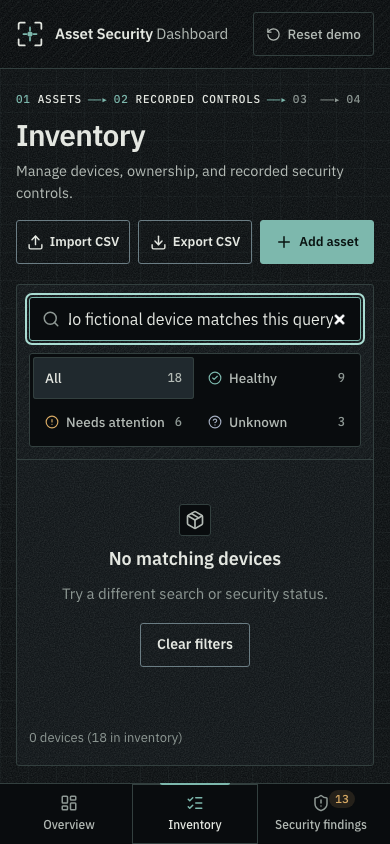 Asset Security Dashboard
Reset demo
01 ASSETS → 02 RECORDED CONTROLS → 03 → 04
Inventory
Manage devices, ownership, and recorded security
controls.
Import CSV
Export CSV
Add asset
lo fictional device matches this query
All 18
Healthy 9
Needs attention 6
Unknown 3
No matching devices
Try a different search or security status.
Clear filters
0 devices (18 in inventory)
Overview
Inventory
13
Security findings